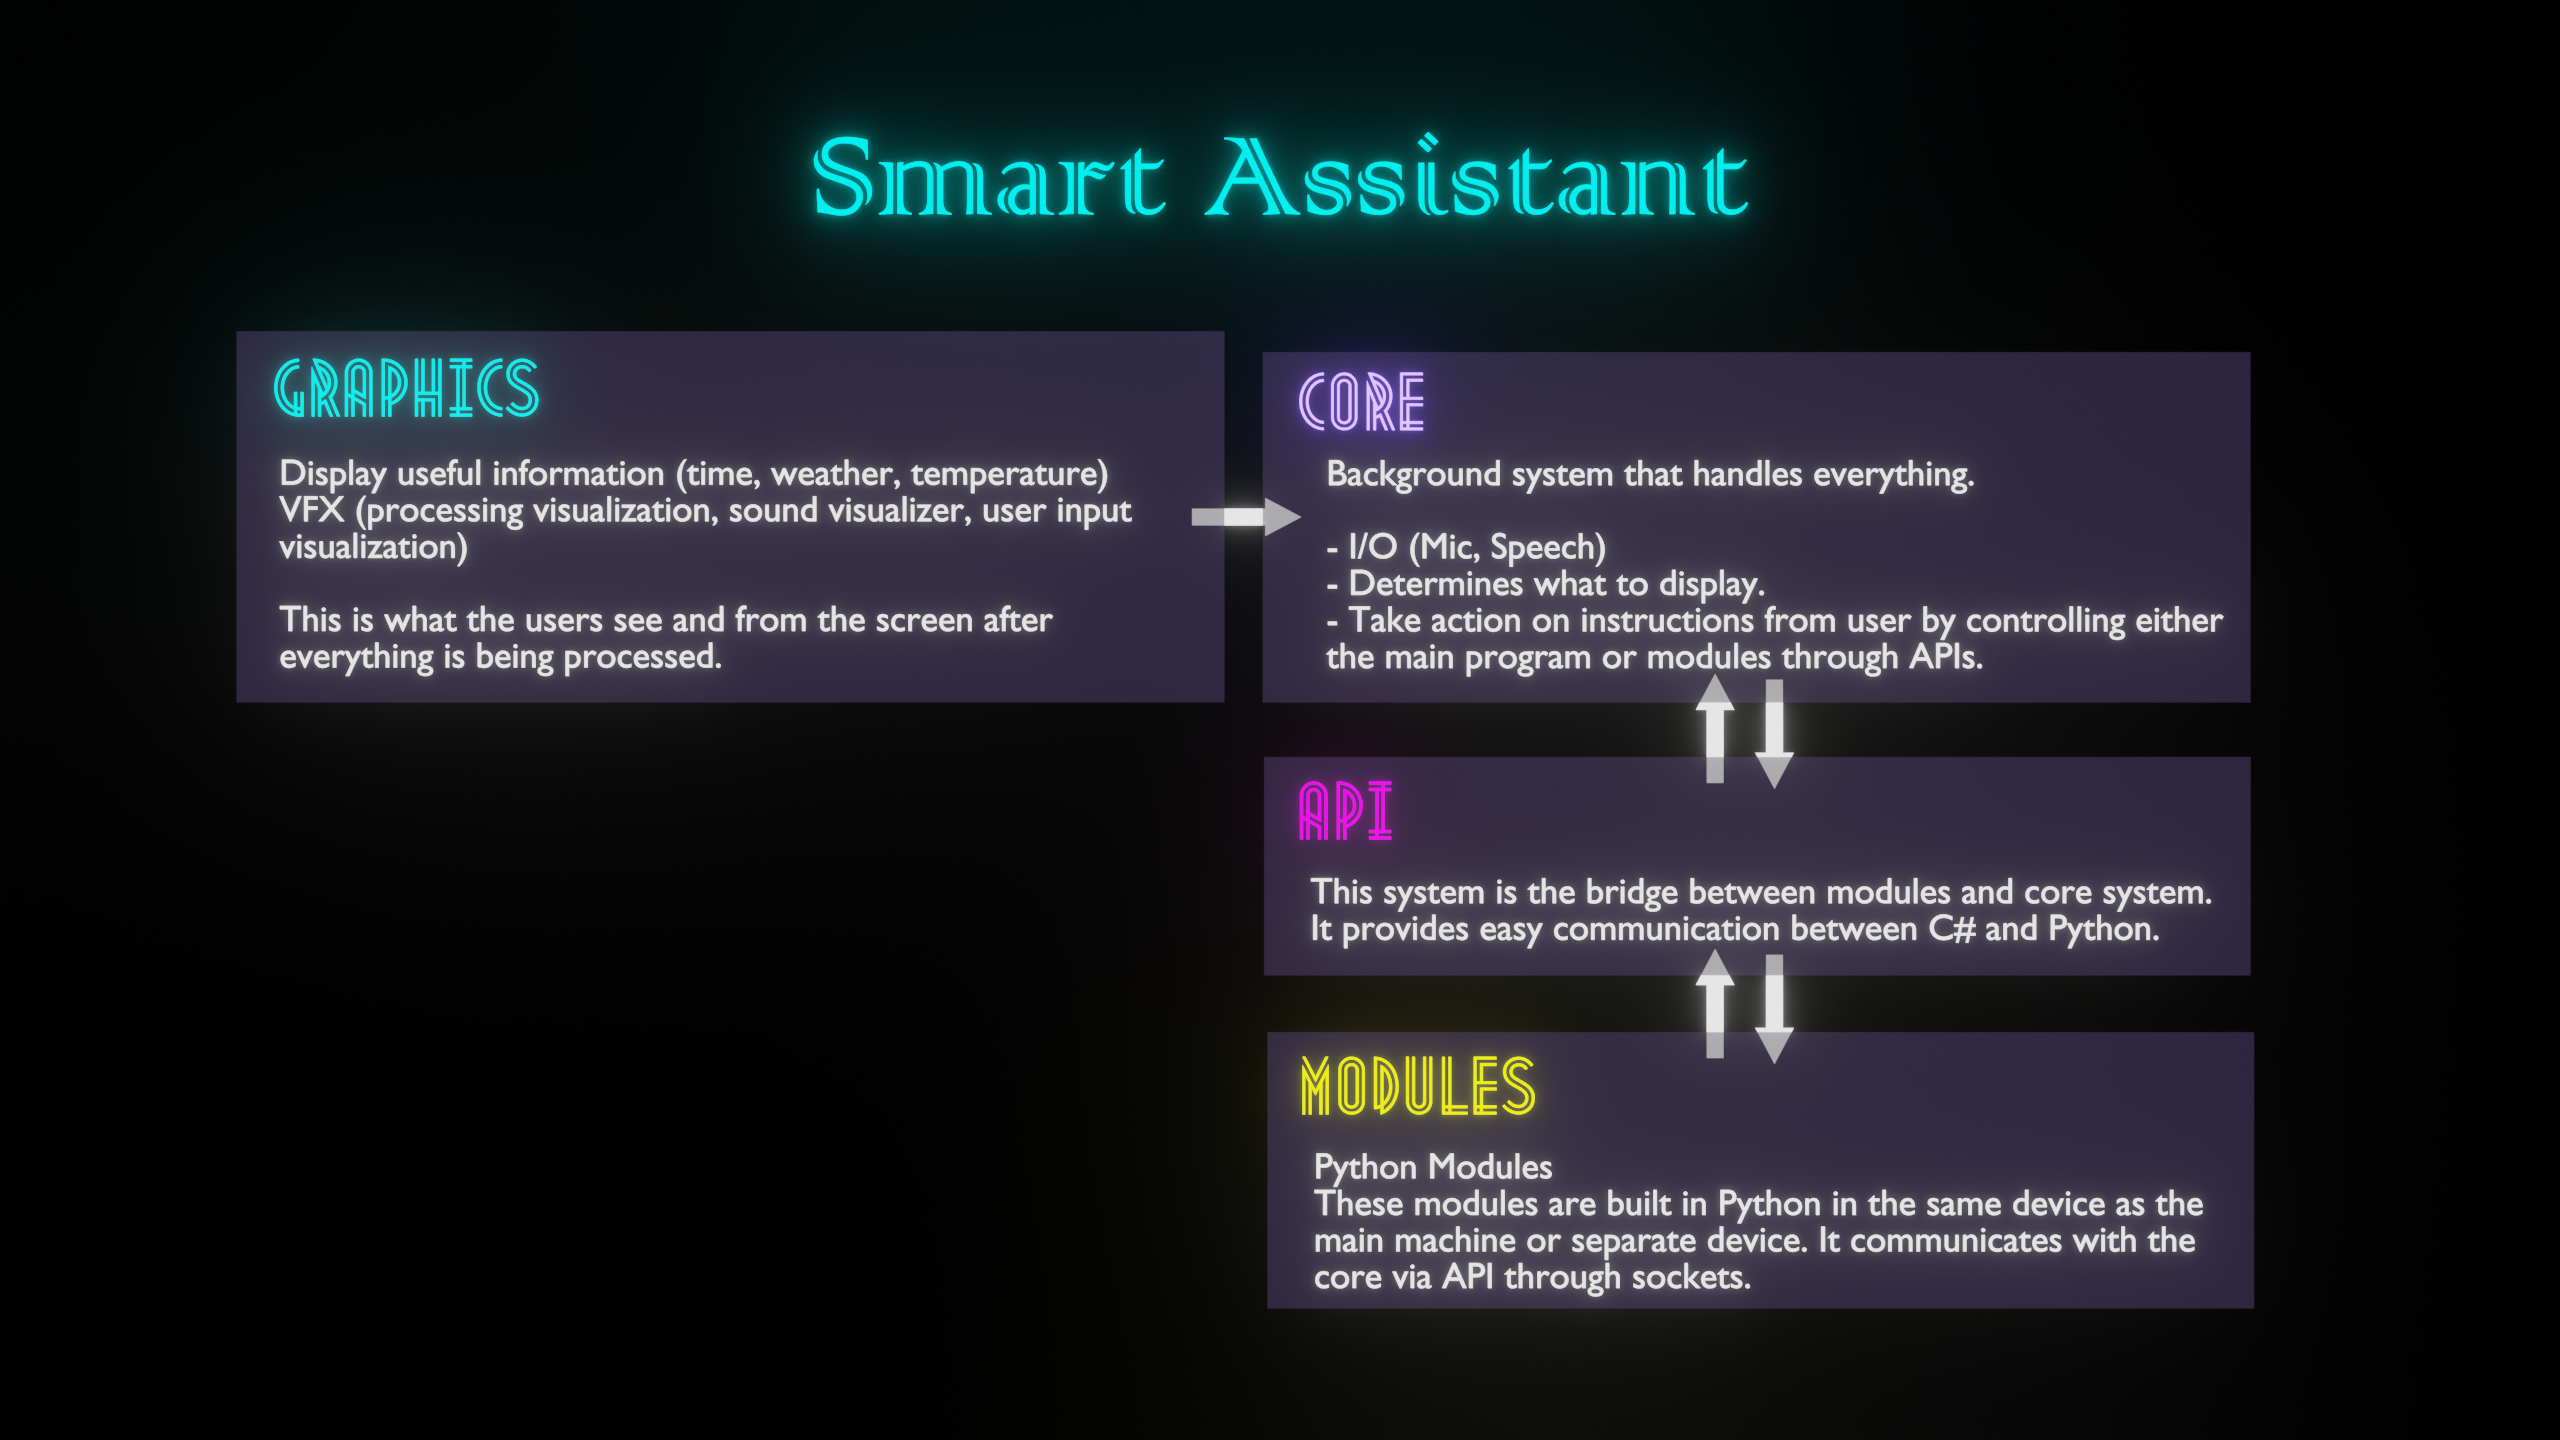 Smart Assistant
GRAPHICS
Display useful information (time, weather, temperature)
VFX (processing visualization, sound visualizer, user input
visualization)
This is what the users see and from the screen after
everything is being processed.
CORE
Background system that handles everything.
- I/O (Mic, Speech)
- Determines what to display.
- Take action on instructions from user by controlling either
the main program or modules through APIs.
API
This system is the bridge between modules and core system.
It provides easy communication between C# and Python.
MODULES
Python Modules
These modules are built in Python in the same device as the
main machine or separate device. It communicates with the
core via API through sockets.